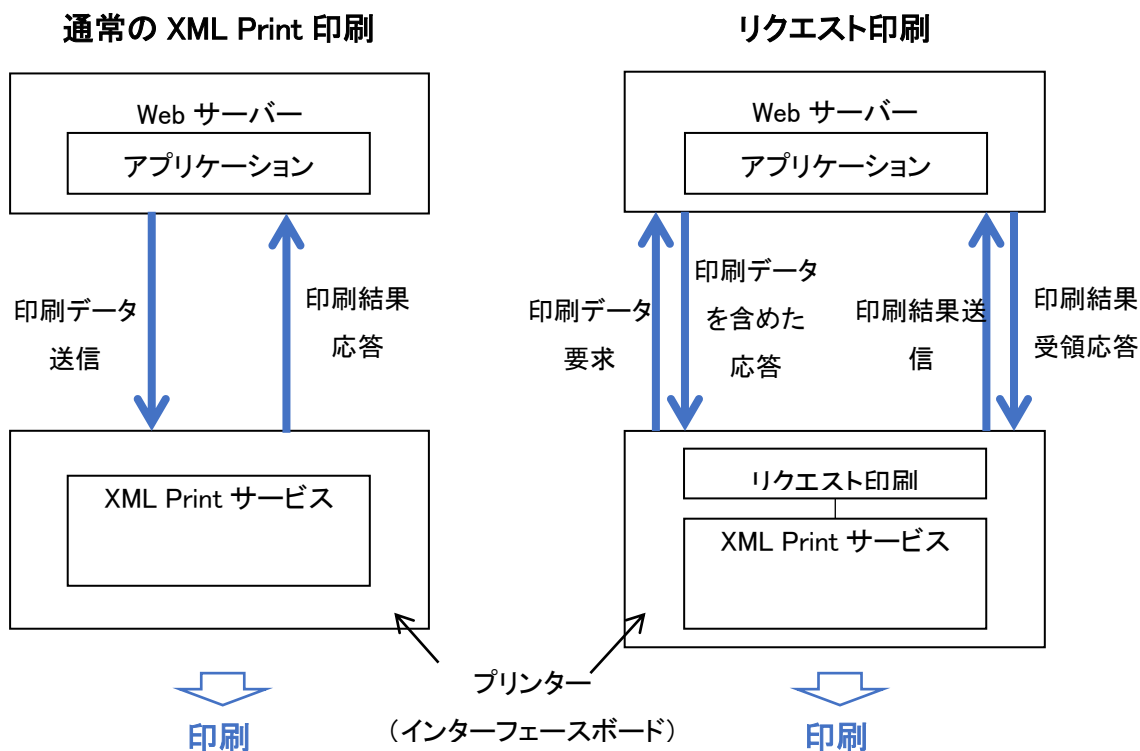 通常の XML Print 印刷
Web サーバー
アプリケーション
印刷データ
送信
印刷結果
応答
XML Print サービス
印刷
リクエスト印刷
Web サーバー
アプリケーション
印刷データ
要求
印刷データ
を含めた
応答
印刷結果送
信
印刷結果
受領応答
リクエスト印刷
XML Print サービス
プリンター
（インターフェースボード）
印刷